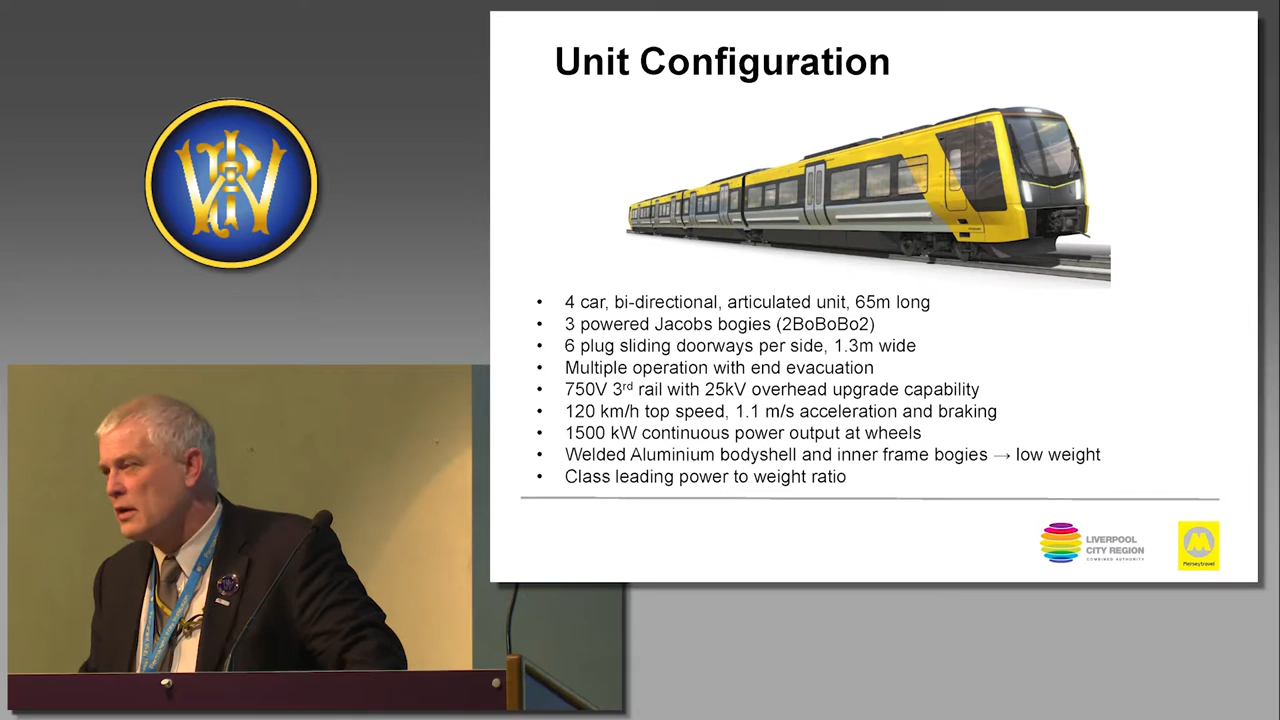 Unit Configuration
• 4 car, bi-directional, articulated unit, 65m long
• 3 powered Jacobs bogies (2BoBoBo2)
• 6 plug sliding doorways per side, 1.3m wide
• Multiple operation with end evacuation
• 750V 3rd rail with 25kV overhead upgrade capability
• 120 km/h top speed, 1.1 m/s acceleration and braking
• 1500 kW continuous power output at wheels
• Welded Aluminium bodyshell and inner frame bogies → low weight
• Class leading power to weight ratio
LIVERPOOL
CITY REGION
COMBINED AUTHORITY
M
Merseytravel